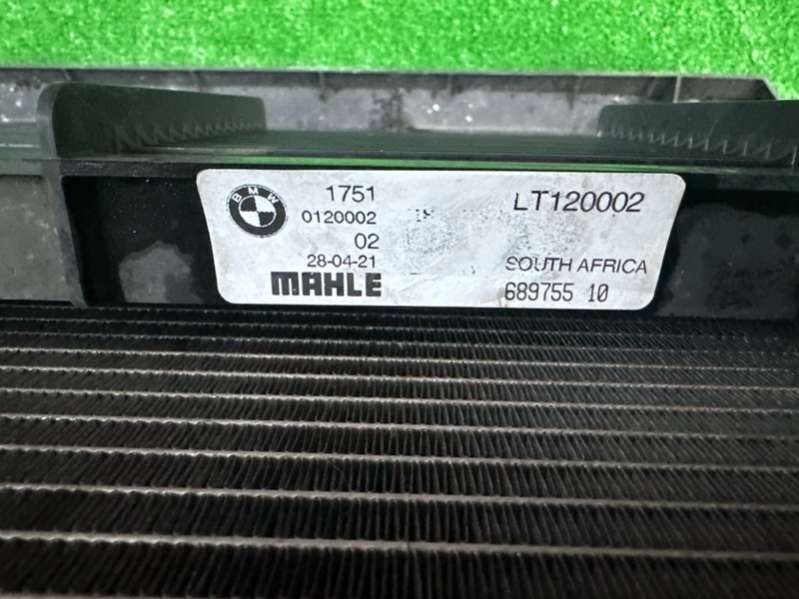 BMW
1751
0120002
02
28-04-21
MAHLE
LT120002
SOUTH AFRICA
689755 10